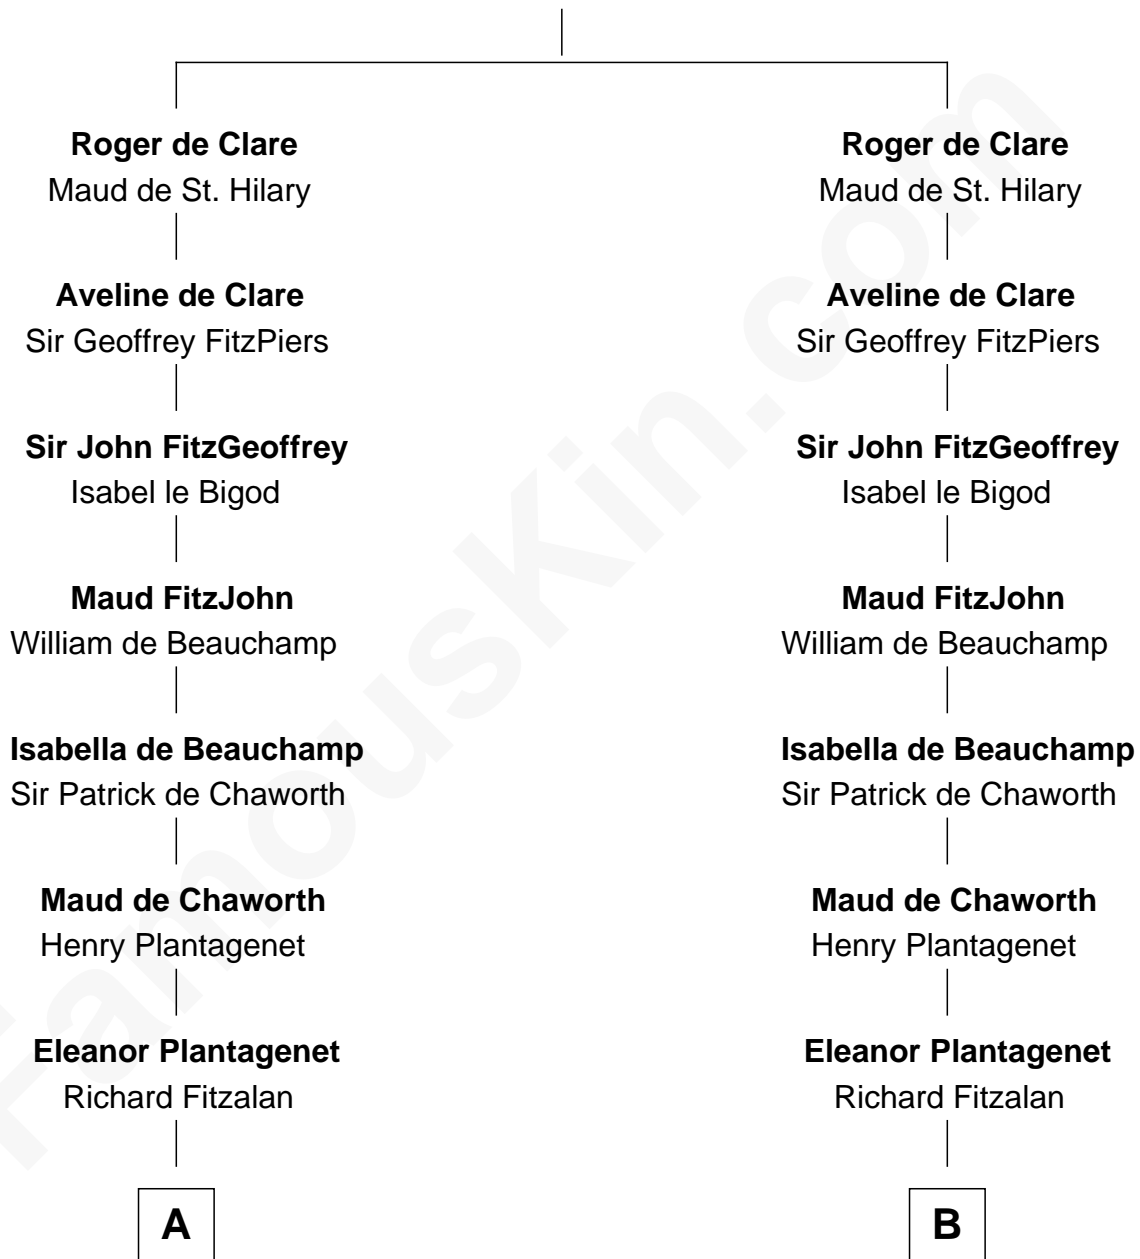 Roger de Clare
Maud de St. Hilary
Aveline de Clare
Sir Geoffrey FitzPiers
Sir John FitzGeoffrey
Isabel le Bigod
Maud FitzJohn
William de Beauchamp
Isabella de Beauchamp
Sir Patrick de Chaworth
Maud de Chaworth
Henry Plantagenet
Eleanor Plantagenet
Richard Fitzalan
A
Roger de Clare
Maud de St. Hilary
Aveline de Clare
Sir Geoffrey FitzPiers
Sir John FitzGeoffrey
Isabel le Bigod
Maud FitzJohn
William de Beauchamp
Isabella de Beauchamp
Sir Patrick de Chaworth
Maud de Chaworth
Henry Plantagenet
Eleanor Plantagenet
Richard Fitzalan
B
FamousKin.com